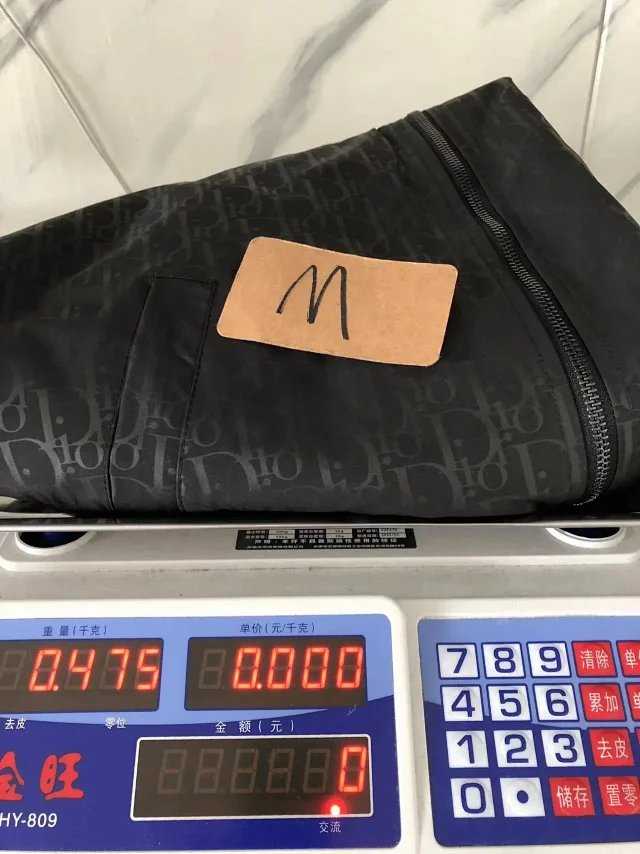 M
Dior
重量(千克)
单价(元/千克)
0.475
0.000
去皮
零位
金额(元)
0
交流
金旺
HY-809
7 8 9 清除
4 5 6 累加
1 2 3 去皮
0 . 储存 置零